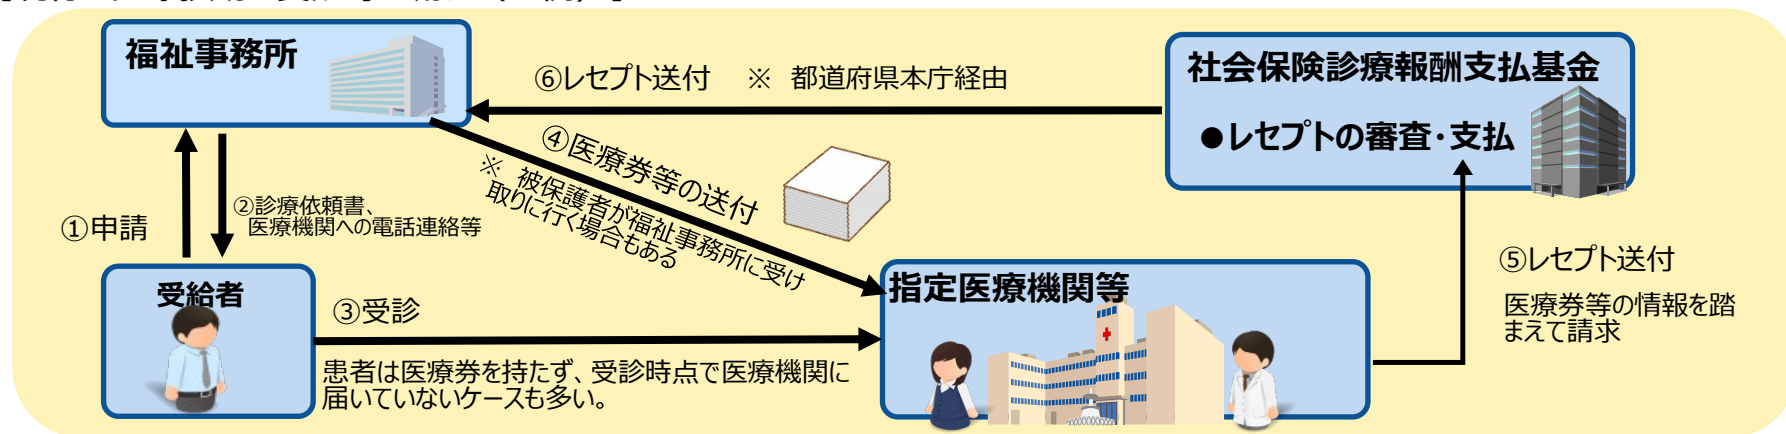 福祉事務所
⑥レセプト送付　※ 都道府県本庁経由
社会保険診療報酬支払基金
●レセプトの審査・支払
④医療券等の送付
※ 被保護者が福祉事務所に受け
取りに行く場合もある
①申請
②診療依頼書、
医療機関への電話連絡等
受給者
③受診
患者は医療券を持たず、受診時点で医療機関に
届いていないケースも多い。
指定医療機関等
⑤レセプト送付
医療券等の情報を踏
まえて請求